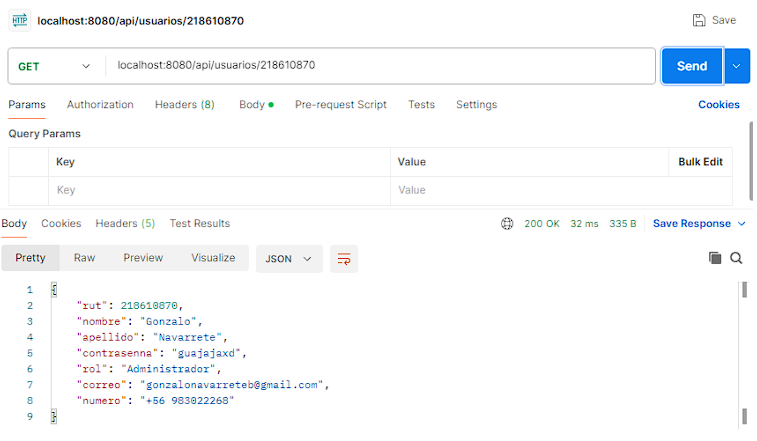 HTTP localhost:8080/api/usuarios/218610870 Save
GET localhost:8080/api/usuarios/218610870 Send
Params Authorization Headers (8) Body Pre-request Script Tests Settings Cookies
Query Params
Key Value Bulk Edit
Key Value
Body Cookies Headers (5) Test Results 200 OK 32 ms 335 B Save Response
Pretty Raw Preview Visualize JSON
1 {
2 "rut": 218610870,
3 "nombre": "Gonzalo",
4 "apellido": "Navarrete",
5 "contrasenna": "guajajaxd",
6 "rol": "Administrador",
7 "correo": "gonzalonavarreteb@gmail.com",
8 "numero": "+56 983022268"
9 }